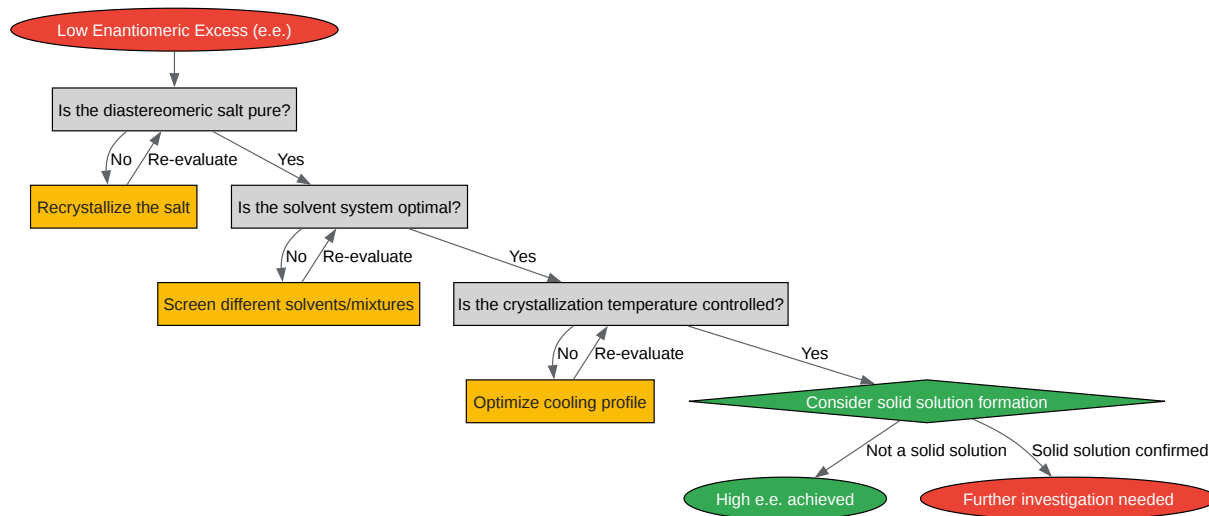 Low Enantiomeric Excess (e.e.)
Is the diastereomeric salt pure?
No
Re-evaluate
Yes
Recrystallize the salt
Is the solvent system optimal?
No
Re-evaluate
Yes
Screen different solvents/mixtures
Is the crystallization temperature controlled?
No
Re-evaluate
Yes
Optimize cooling profile
Consider solid solution formation
Not a solid solution
Solid solution confirmed
High e.e. achieved
Further investigation needed